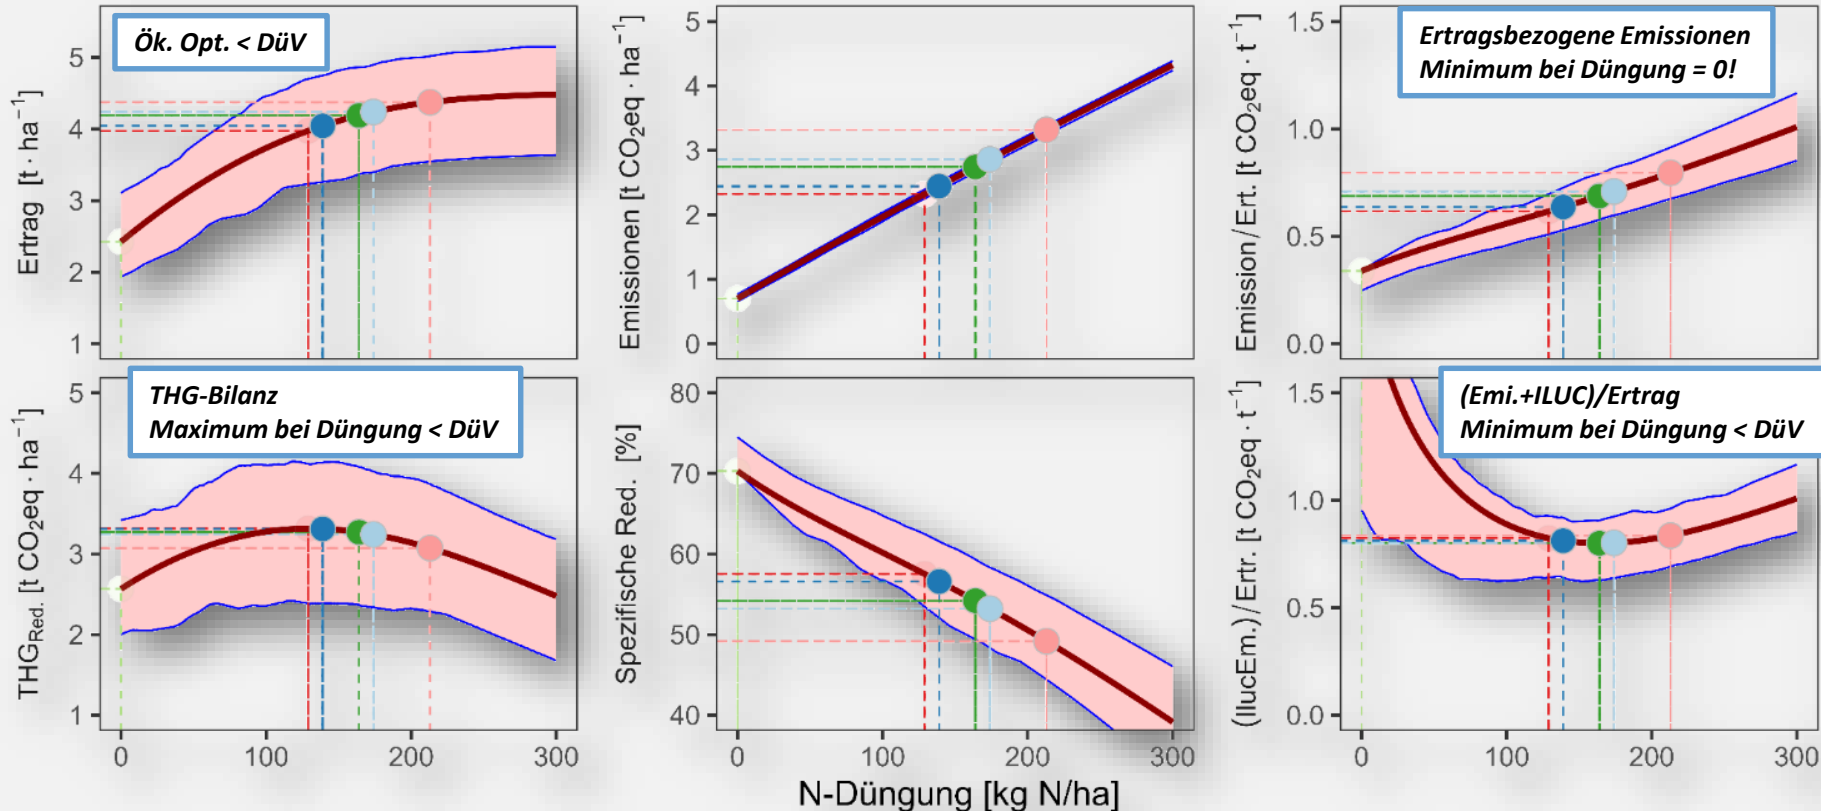 Ertrag [t · ha⁻¹]
5
4
3
2
1
Ök. Opt. < DüV
Emissionen [t CO₂eq · ha⁻¹]
5
4
3
2
1
0
Emission/Ert. [t CO₂eq · t⁻¹]
1.5
1.0
0.5
0.0
Ertragsbezogene Emissionen
Minimum bei Düngung = 0!
THG_Red. [t CO₂eq · ha⁻¹]
5
4
3
2
1
THG-Bilanz
Maximum bei Düngung < DüV
0 100 200 300
Spezifische Red. [%]
80
70
60
50
40
0 100 200 300
(IlucEm.)/Ertr. [t CO₂eq · t⁻¹]
1.5
1.0
0.5
0.0
(Emi.+ILUC)/Ertrag
Minimum bei Düngung < DüV
0 100 200 300
N-Düngung [kg N/ha]